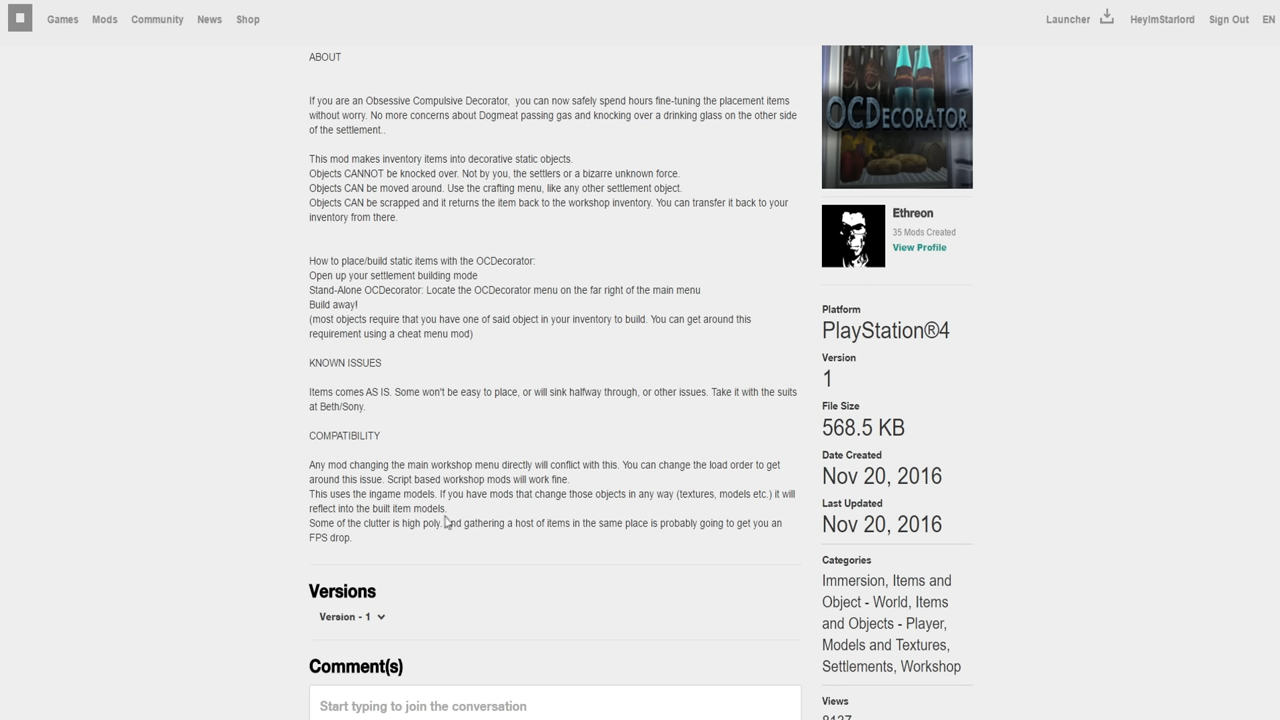 Games Mods Community News Shop Launcher HeyImStarlord Sign Out EN
ABOUT
If you are an Obsessive Compulsive Decorator, you can now safely spend hours fine-tuning the placement items
without worry. No more concerns about Dogmeat passing gas and knocking over a drinking glass on the other side
of the settlement..
This mod makes inventory items into decorative static objects.
Objects CANNOT be knocked over. Not by you, the settlers or a bizarre unknown force.
Objects CAN be moved around. Use the crafting menu, like any other settlement object.
Objects CAN be scrapped and it returns the item back to the workshop inventory. You can transfer it back to your
inventory from there.
How to place/build static items with the OCDecorator:
Open up your settlement building mode
Stand-Alone OCDecorator: Locate the OCDecorator menu on the far right of the main menu
Build away!
(most objects require that you have one of said object in your inventory to build. You can get around this
requirement using a cheat menu mod)
KNOWN ISSUES
Items comes AS IS. Some won't be easy to place, or will sink halfway through, or other issues. Take it with the suits
at Beth/Sony.
COMPATIBILITY
Any mod changing the main workshop menu directly will conflict with this. You can change the load order to get
around this issue. Script based workshop mods will work fine.
This uses the ingame models. If you have mods that change those objects in any way (textures, models etc.) it will
reflect into the built item models.
Some of the clutter is high poly. And gathering a host of items in the same place is probably going to get you an
FPS drop.
Versions
Version - 1
Comment(s)
Start typing to join the conversation
OCDECORATOR
Ethreon
35 Mods Created
View Profile
Platform
PlayStation®4
Version
1
File Size
568.5 KB
Date Created
Nov 20, 2016
Last Updated
Nov 20, 2016
Categories
Immersion, Items and
Object - World, Items
and Objects - Player,
Models and Textures,
Settlements, Workshop
Views